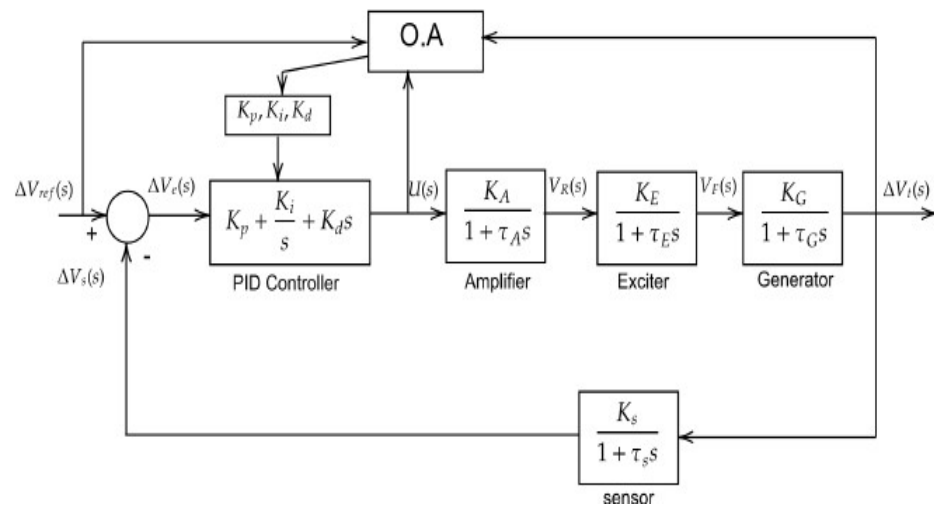 O.A
K_p, K_i, K_d
ΔV_ref(s)
+
-
ΔV_e(s)
K_p + K_i/s + K_d s
PID Controller
u(s)
K_A
1 + τ_A s
Amplifier
V_R(s)
K_E
1 + τ_E s
Exciter
V_F(s)
K_G
1 + τ_G s
Generator
ΔV_t(s)
ΔV_s(s)
K_s
1 + τ_s s
sensor